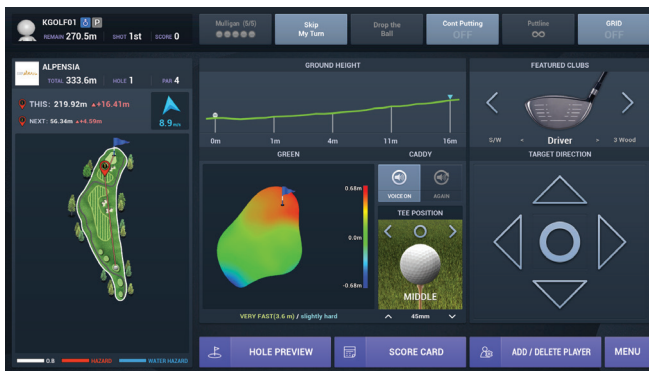 KGOLF01 P
REMAIN 270.5m SHOT 1st SCORE 0
Mulligan (5/5)
Skip
My Turn
Drop the
Ball
Cont Putting
OFF
Puttline
GRID
OFF
ALPENSIA
TOTAL 333.6m HOLE 1 PAR 4
THIS: 219.92m ▲+16.41m
NEXT: 56.34m ▲+4.59m
8.9
GROUND HEIGHT
0m 1m 4m 11m 16m
FEATURED CLUBS
S/W Driver 3 Wood
GREEN
0.68m
0.0m
-0.68m
VERY FAST(3.6 m) / slightly hard
CADDY
VOICE ON AGAIN
TEE POSITION
MIDDLE
45mm
TARGET DIRECTION
O.B HAZARD WATER HAZARD
HOLE PREVIEW
SCORE CARD
ADD / DELETE PLAYER
MENU